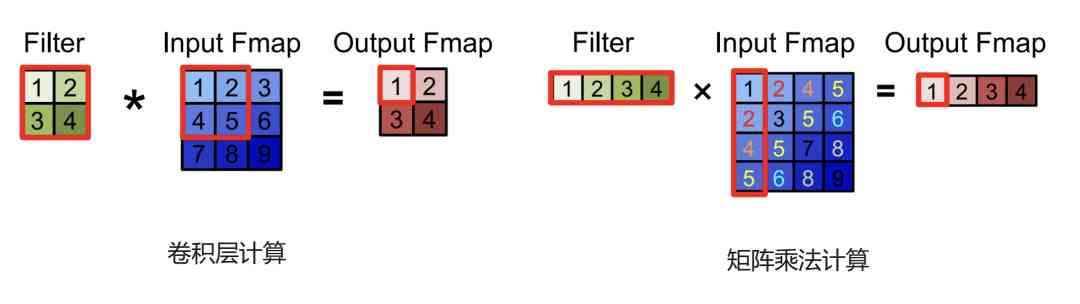 Filter Input Fmap Output Fmap
1 2
3 4
*
1 2 3
4 5 6
7 8 9
=
1 2
3 4
卷积层计算
Filter Input Fmap Output Fmap
1 2 3 4
×
1 2 4 5
2 3 5 6
4 5 7 8
5 6 8 9
=
1 2 3 4
矩阵乘法计算